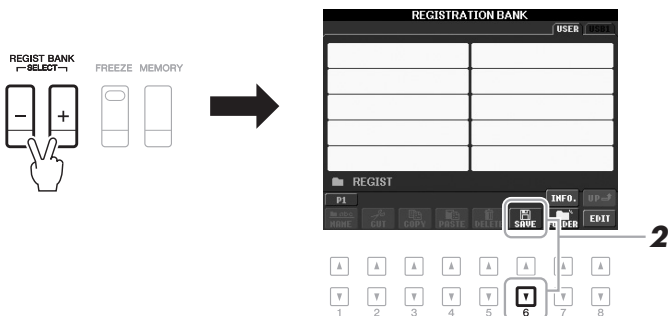 REGIST BANK
SELECT
− +
FREEZE MEMORY
REGISTRATION BANK
USER USB1
REGIST
P1
INFO. UP
NAME CUT COPY PASTE DELETE SAVE FOLDER EDIT
2
1 2 3 4 5 6 7 8